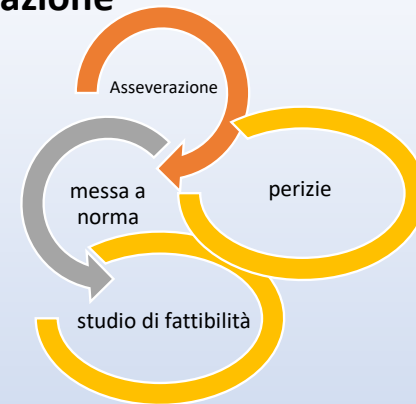 azione
Asseverazione
messa a
norma
perizie
studio di fattibilità